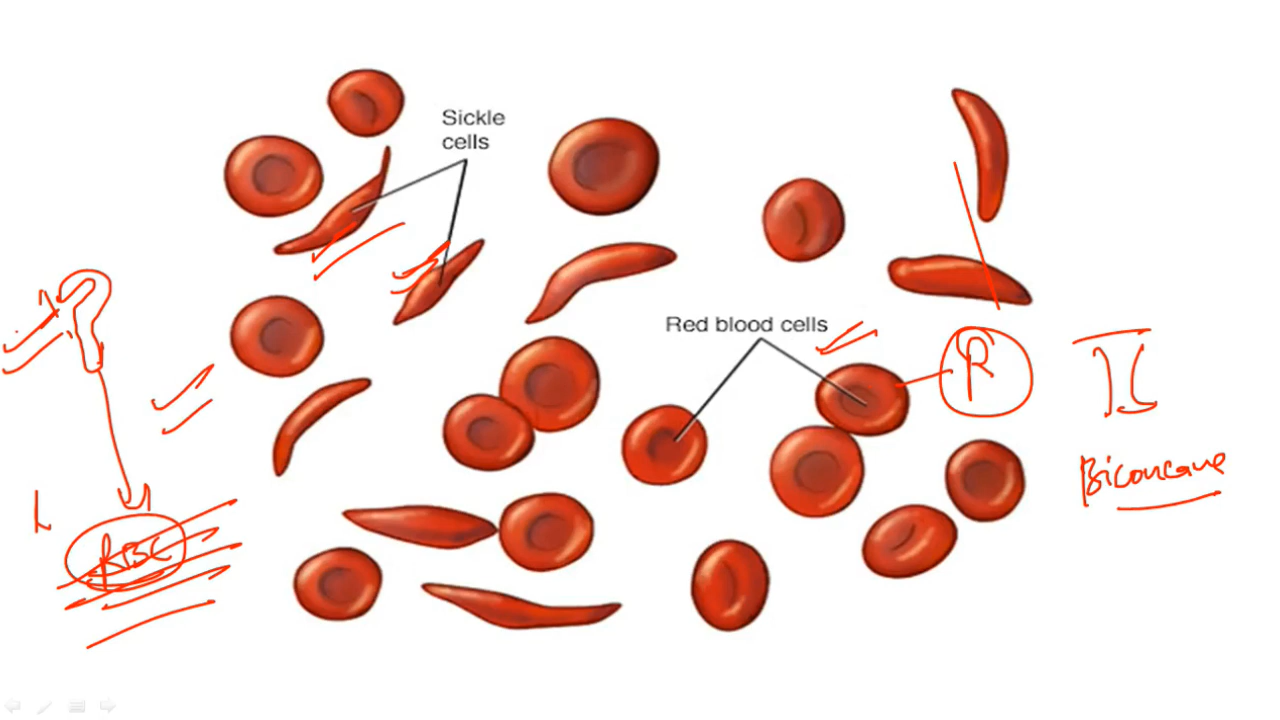 Sickle
cells
Red blood cells
R
Biconcave
RBC